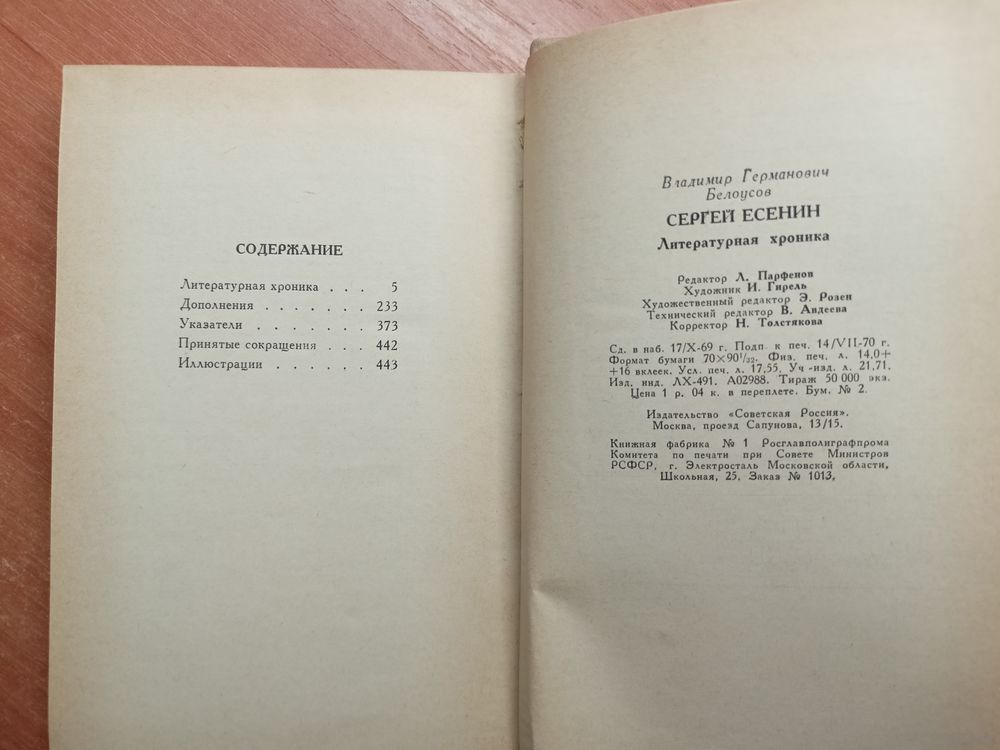 СОДЕРЖАНИЕ
Литературная хроника . . . 5
Дополнения . . . . . . . 233
Указатели . . . . . . . 373
Принятые сокращения . . . 442
Иллюстрации . . . . . . 443
Владимир Германович
Белоусов
СЕРГЕЙ ЕСЕНИН
Литературная хроника
Редактор Л. Парфенов
Художник И. Гирель
Художественный редактор Э. Розен
Технический редактор В. Авдеева
Корректор Н. Толстякова
Сд. в наб. 17/X-69 г. Подп. к печ. 14/VII-70 г.
Формат бумаги 70×90¹/₃₂. Физ. печ. л. 14,0+
+16 вклеек. Усл. печ. л. 17,55. Уч-изд. л. 21,71.
Изд. инд. ЛХ-491. А02988. Тираж 50 000 экз.
Цена 1 р. 04 к. в переплете. Бум. № 2.
Издательство «Советская Россия».
Москва, проезд Сапунова, 13/15.
Книжная фабрика № 1 Росглавполиграфпрома
Комитета по печати при Совете Министров
РСФСР, г. Электросталь Московской области,
Школьная, 25. Заказ № 1013.